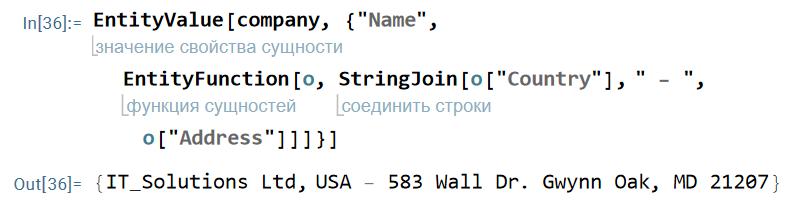 In[36]:= EntityValue[company, {"Name",
значение свойства сущности
EntityFunction[o, StringJoin[o["Country"], " – ",
функция сущностей соединить строки
o["Address"]]]}]
Out[36]= {IT_Solutions Ltd, USA – 583 Wall Dr. Gwynn Oak, MD 21207}